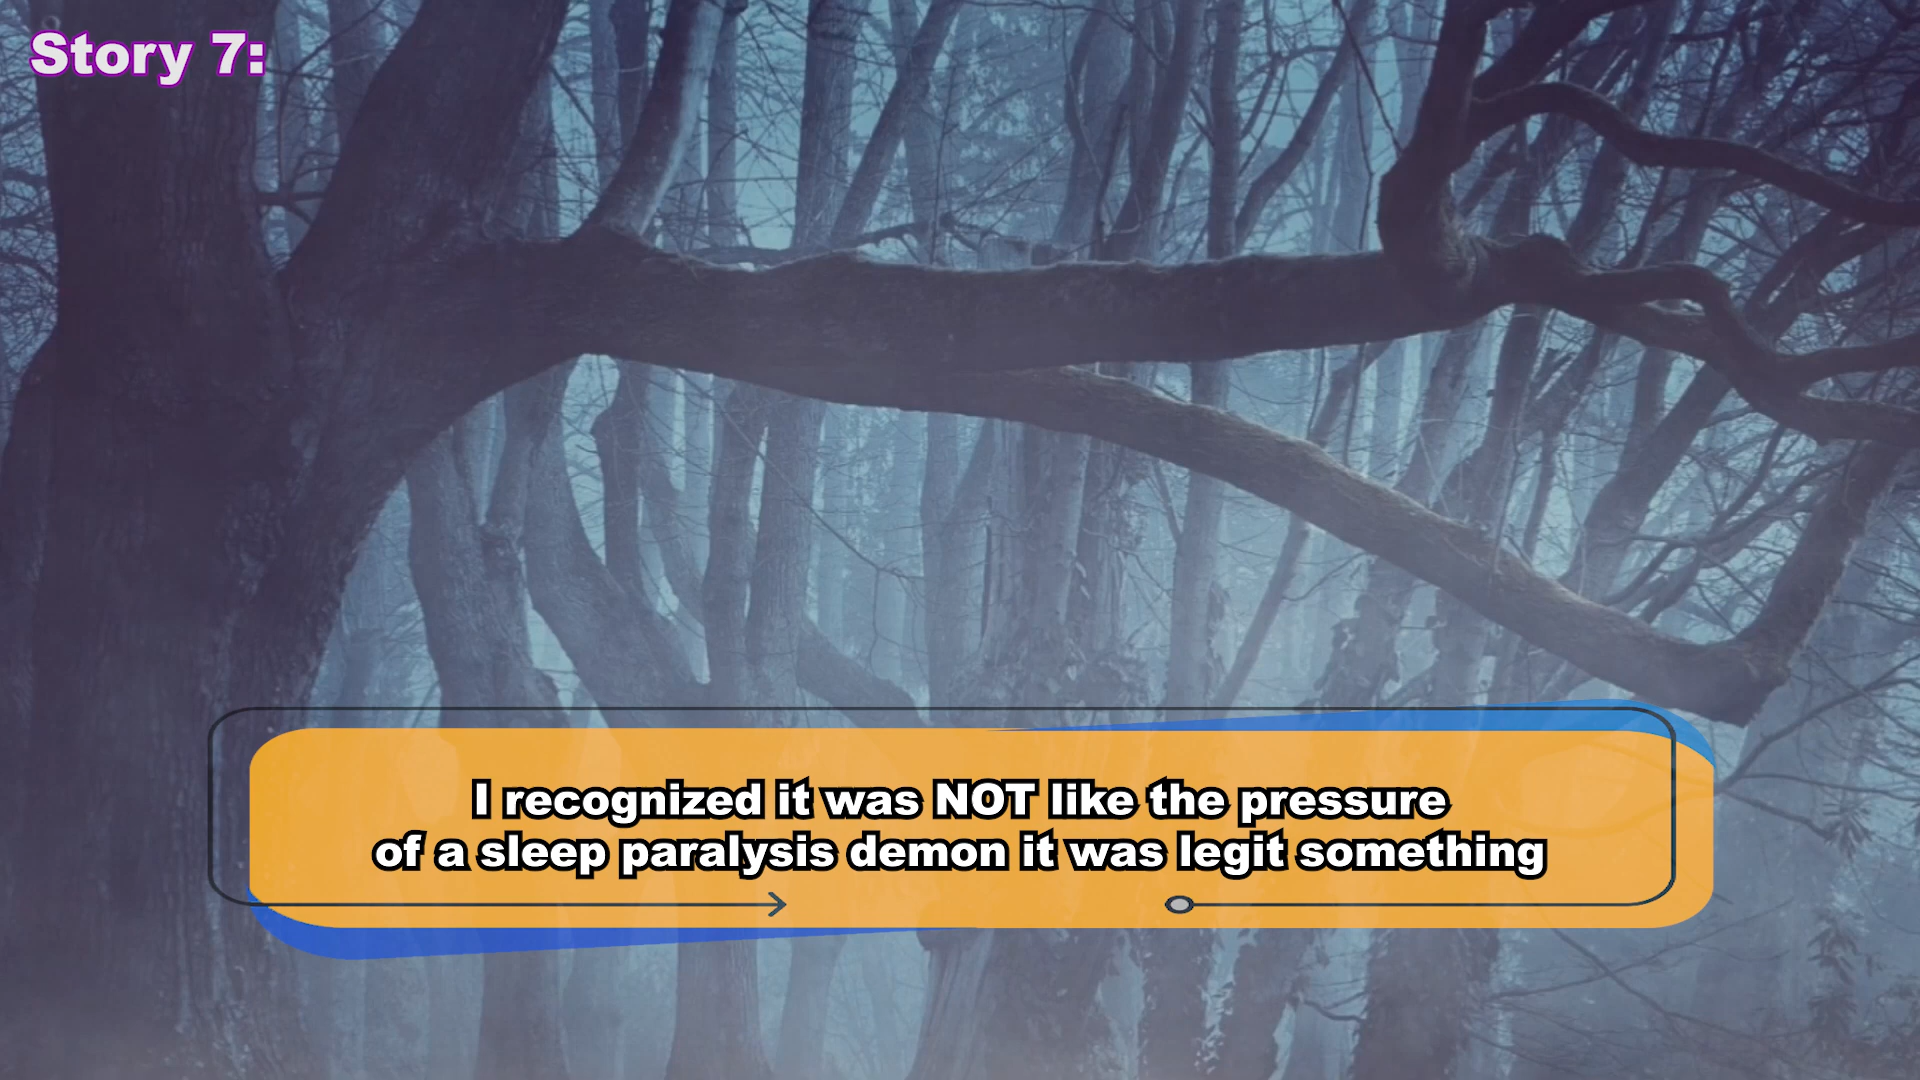 Story 7:
I recognized it was NOT like the pressure
of a sleep paralysis demon it was legit something